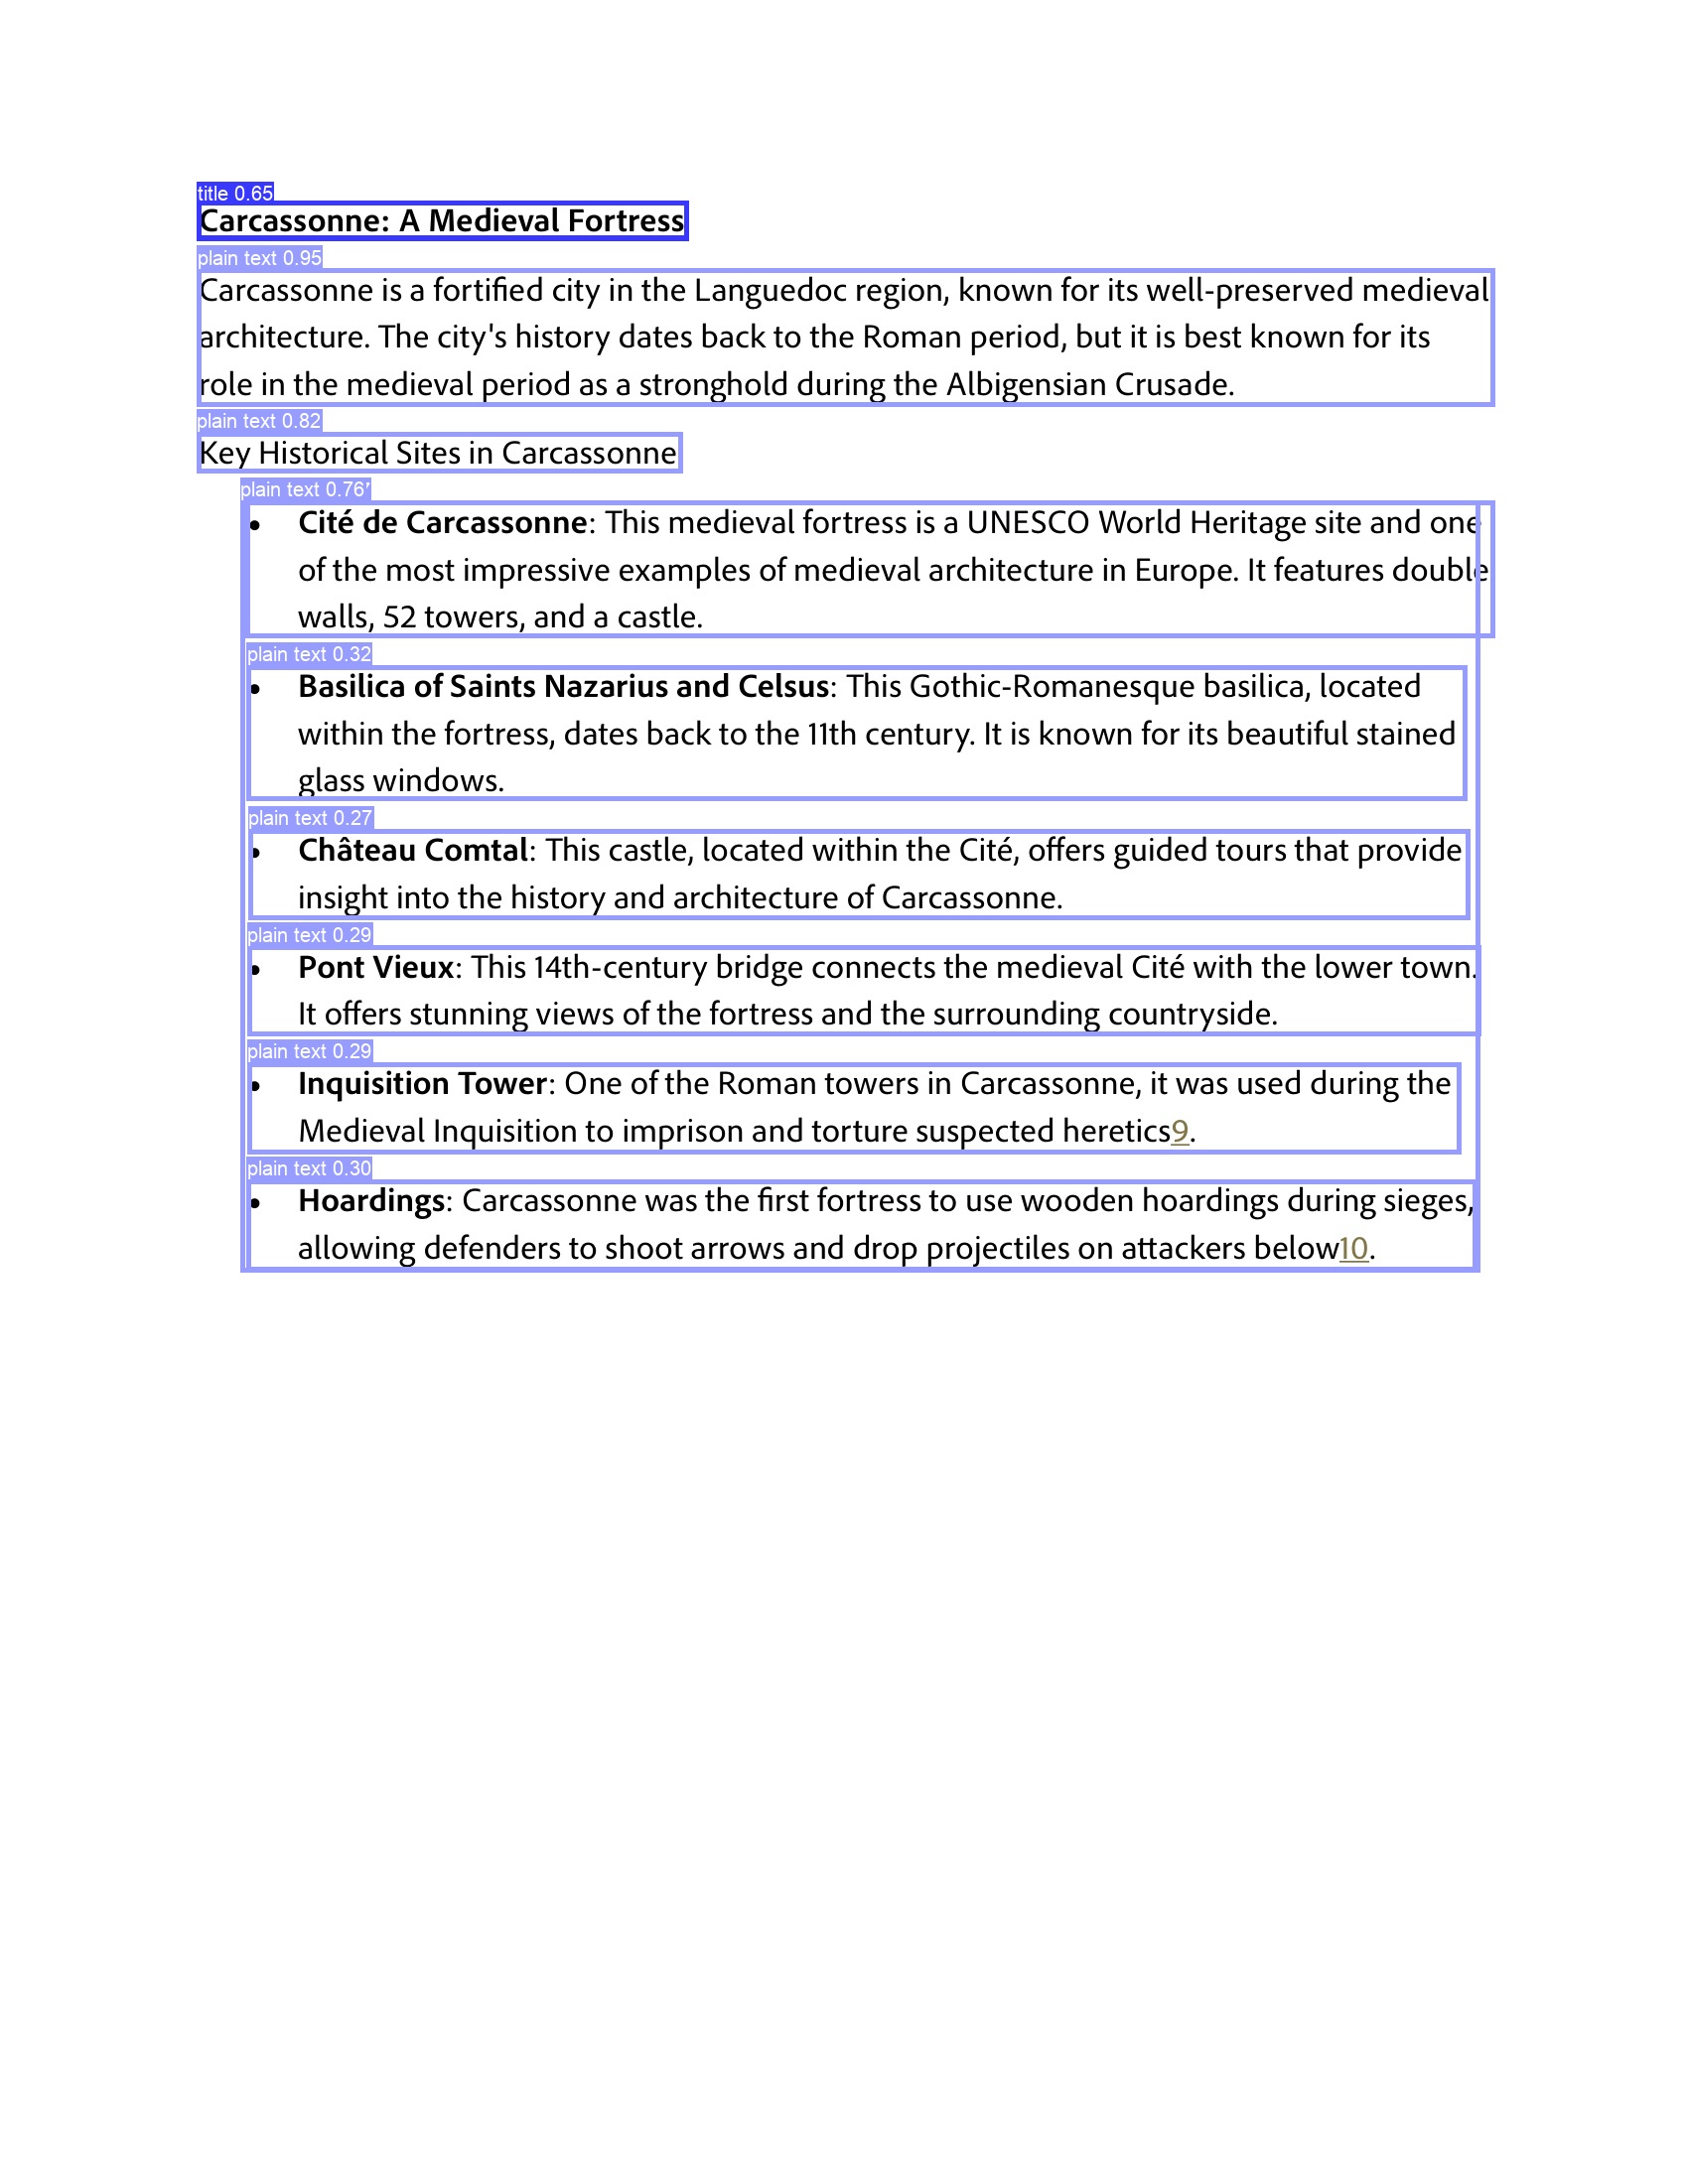 title 0.65
Carcassonne: A Medieval Fortress
plain text 0.95
Carcassonne is a fortified city in the Languedoc region, known for its well-preserved medieval
architecture. The city's history dates back to the Roman period, but it is best known for its
role in the medieval period as a stronghold during the Albigensian Crusade.
plain text 0.82
Key Historical Sites in Carcassonne
plain text 0.76
• Cité de Carcassonne: This medieval fortress is a UNESCO World Heritage site and one
of the most impressive examples of medieval architecture in Europe. It features double
walls, 52 towers, and a castle.
plain text 0.32
• Basilica of Saints Nazarius and Celsus: This Gothic-Romanesque basilica, located
within the fortress, dates back to the 11th century. It is known for its beautiful stained
glass windows.
plain text 0.27
• Château Comtal: This castle, located within the Cité, offers guided tours that provide
insight into the history and architecture of Carcassonne.
plain text 0.29
• Pont Vieux: This 14th-century bridge connects the medieval Cité with the lower town.
It offers stunning views of the fortress and the surrounding countryside.
plain text 0.29
• Inquisition Tower: One of the Roman towers in Carcassonne, it was used during the
Medieval Inquisition to imprison and torture suspected heretics9.
plain text 0.30
• Hoardings: Carcassonne was the first fortress to use wooden hoardings during sieges,
allowing defenders to shoot arrows and drop projectiles on attackers below10.